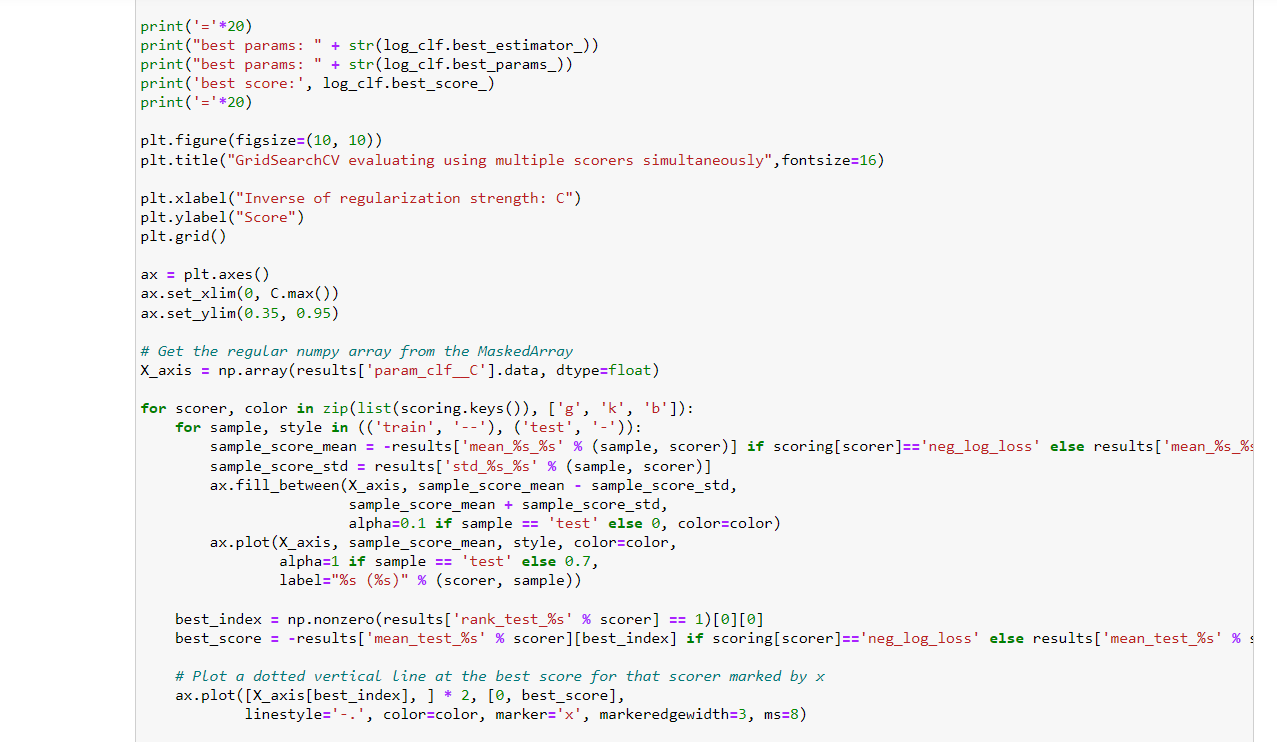 print('='*20)
print("best params: " + str(log_clf.best_estimator_))
print("best params: " + str(log_clf.best_params_))
print('best score:', log_clf.best_score_)
print('='*20)

plt.figure(figsize=(10, 10))
plt.title("GridSearchCV evaluating using multiple scorers simultaneously",fontsize=16)

plt.xlabel("Inverse of regularization strength: C")
plt.ylabel("Score")
plt.grid()

ax = plt.axes()
ax.set_xlim(0, C.max())
ax.set_ylim(0.35, 0.95)

# Get the regular numpy array from the MaskedArray
X_axis = np.array(results['param_clf__C'].data, dtype=float)

for scorer, color in zip(list(scoring.keys()), ['g', 'k', 'b']):
    for sample, style in (('train', '--'), ('test', '-')):
        sample_score_mean = -results['mean_%s_%s' % (sample, scorer)] if scoring[scorer]=='neg_log_loss' else results['mean_%s_%s
        sample_score_std = results['std_%s_%s' % (sample, scorer)]
        ax.fill_between(X_axis, sample_score_mean - sample_score_std,
                        sample_score_mean + sample_score_std,
                        alpha=0.1 if sample == 'test' else 0, color=color)
        ax.plot(X_axis, sample_score_mean, style, color=color,
                alpha=1 if sample == 'test' else 0.7,
                label="%s (%s)" % (scorer, sample))

    best_index = np.nonzero(results['rank_test_%s' % scorer] == 1)[0][0]
    best_score = -results['mean_test_%s' % scorer][best_index] if scoring[scorer]=='neg_log_loss' else results['mean_test_%s' %

    # Plot a dotted vertical line at the best score for that scorer marked by x
    ax.plot([X_axis[best_index], ] * 2, [0, best_score],
            linestyle='-.', color=color, marker='x', markeredgewidth=3, ms=8)